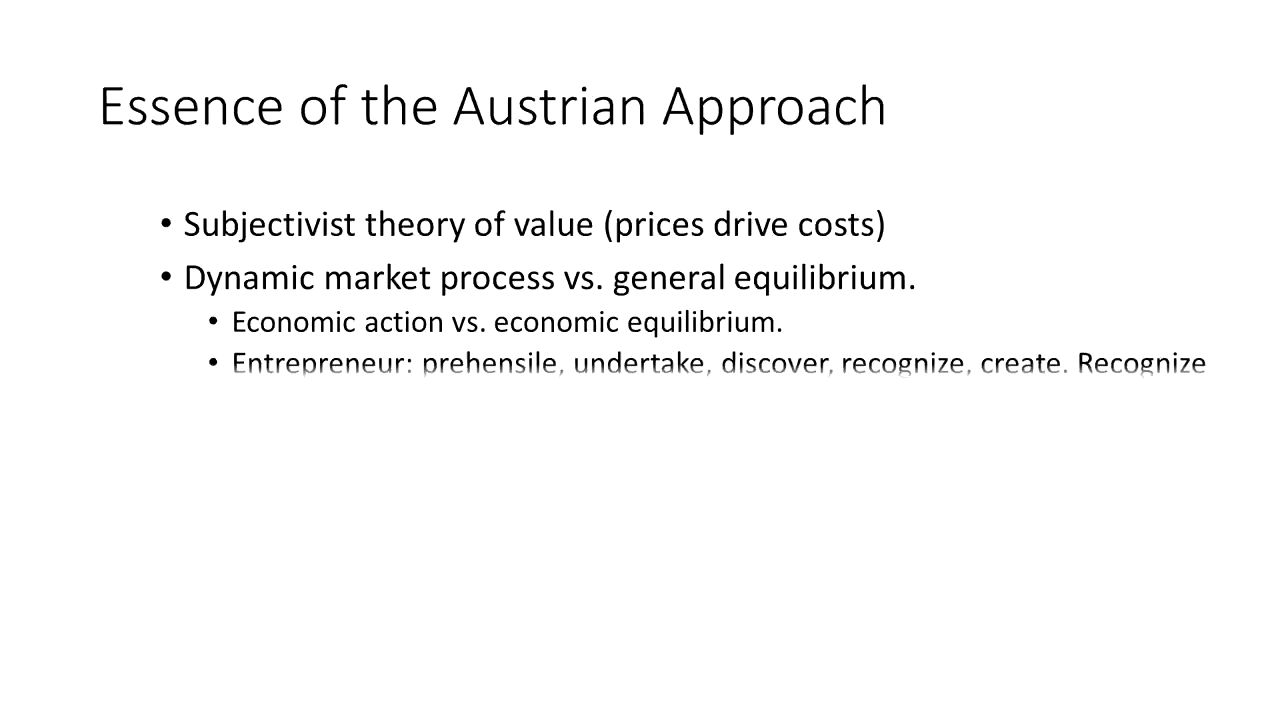 Essence of the Austrian Approach
• Subjectivist theory of value (prices drive costs)
• Dynamic market process vs. general equilibrium.
• Economic action vs. economic equilibrium.
• Entrepreneur: prehensile, undertake, discover, recognize, create. Recognize